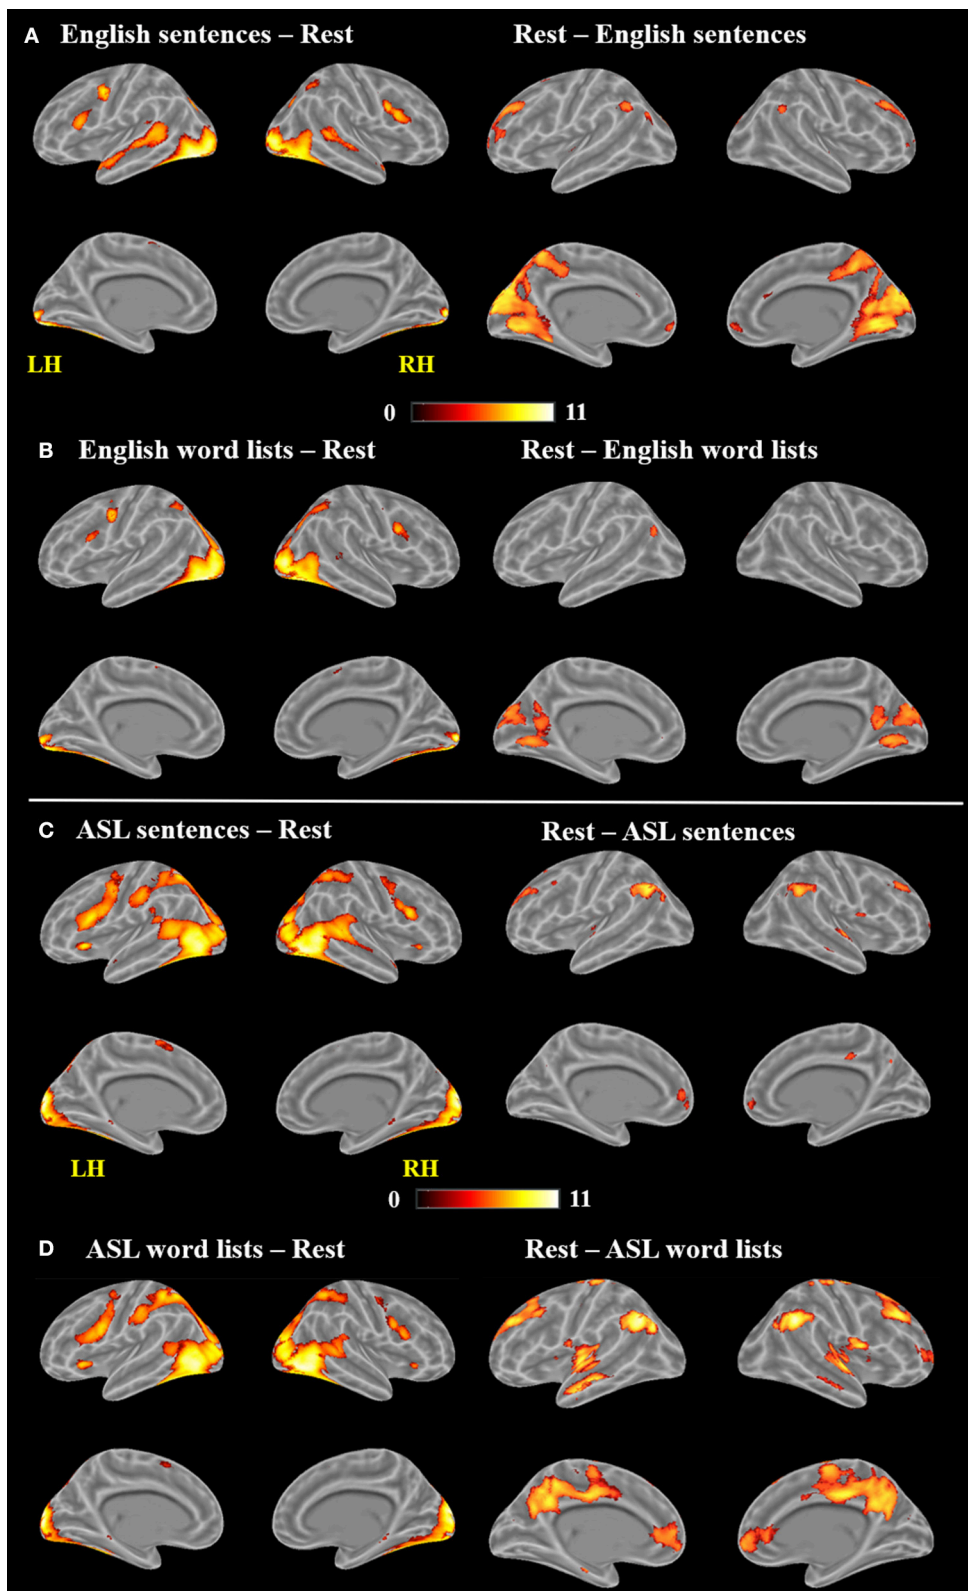 A English sentences – Rest Rest – English sentences
LH RH
0 11
B English word lists – Rest Rest – English word lists
C ASL sentences – Rest Rest – ASL sentences
LH RH
0 11
D ASL word lists – Rest Rest – ASL word lists